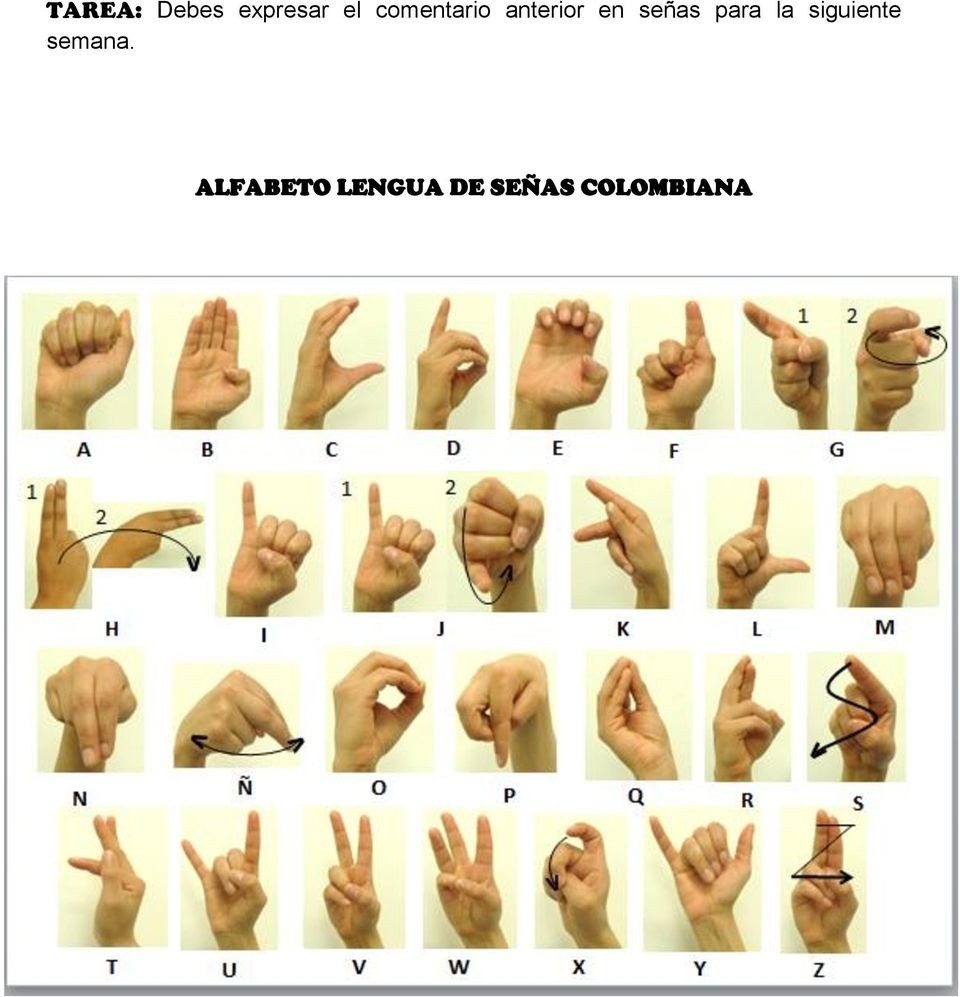 TAREA: Debes expresar el comentario anterior en señas para la siguiente
semana.
ALFABETO LENGUA DE SEÑAS COLOMBIANA
1 2
A B C D E F G
1 2 1 2
H I J K L M
N Ñ O P Q R S
T U V W X Y Z